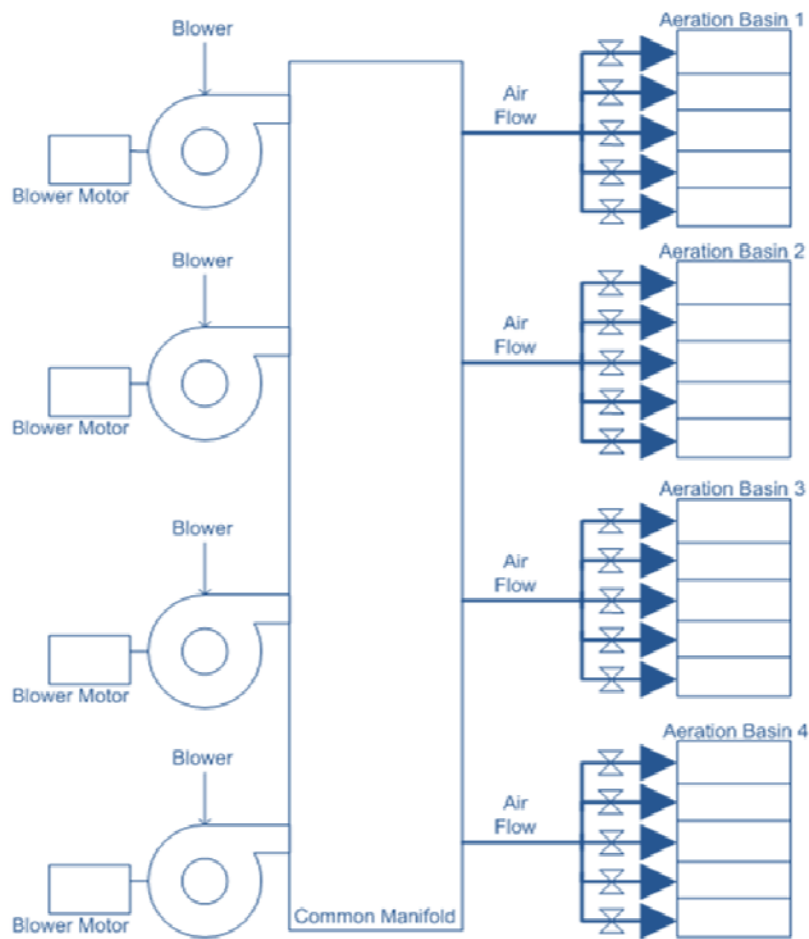 Aeration Basin 1
Blower
Air
Flow
Blower Motor
Aeration Basin 2
Blower
Air
Flow
Blower Motor
Aeration Basin 3
Blower
Air
Flow
Blower Motor
Aeration Basin 4
Blower
Air
Flow
Blower Motor
Common Manifold